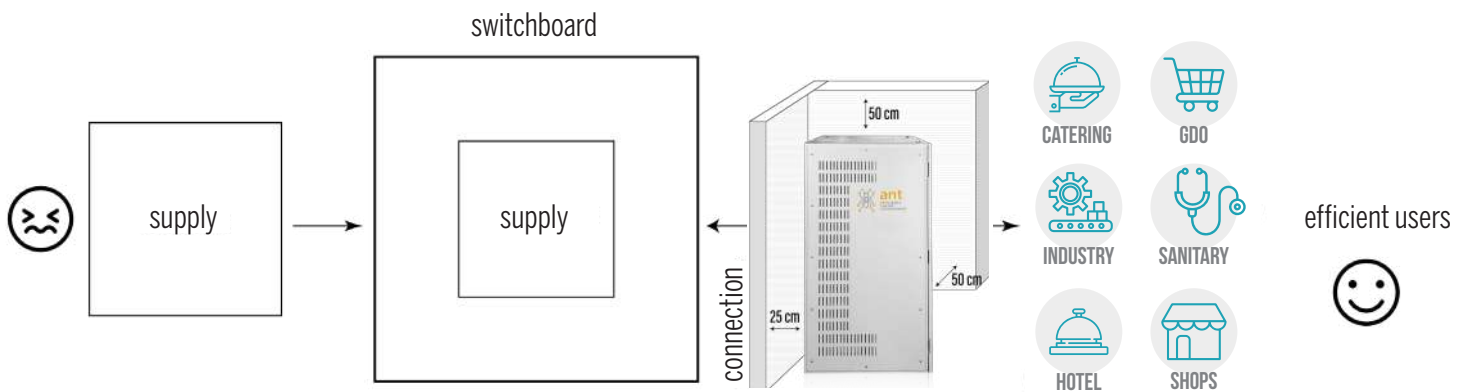 switchboard
supply
supply
connection
50 cm
50 cm
25 cm
ant
CATERING
GDO
INDUSTRY
SANITARY
HOTEL
SHOPS
efficient users